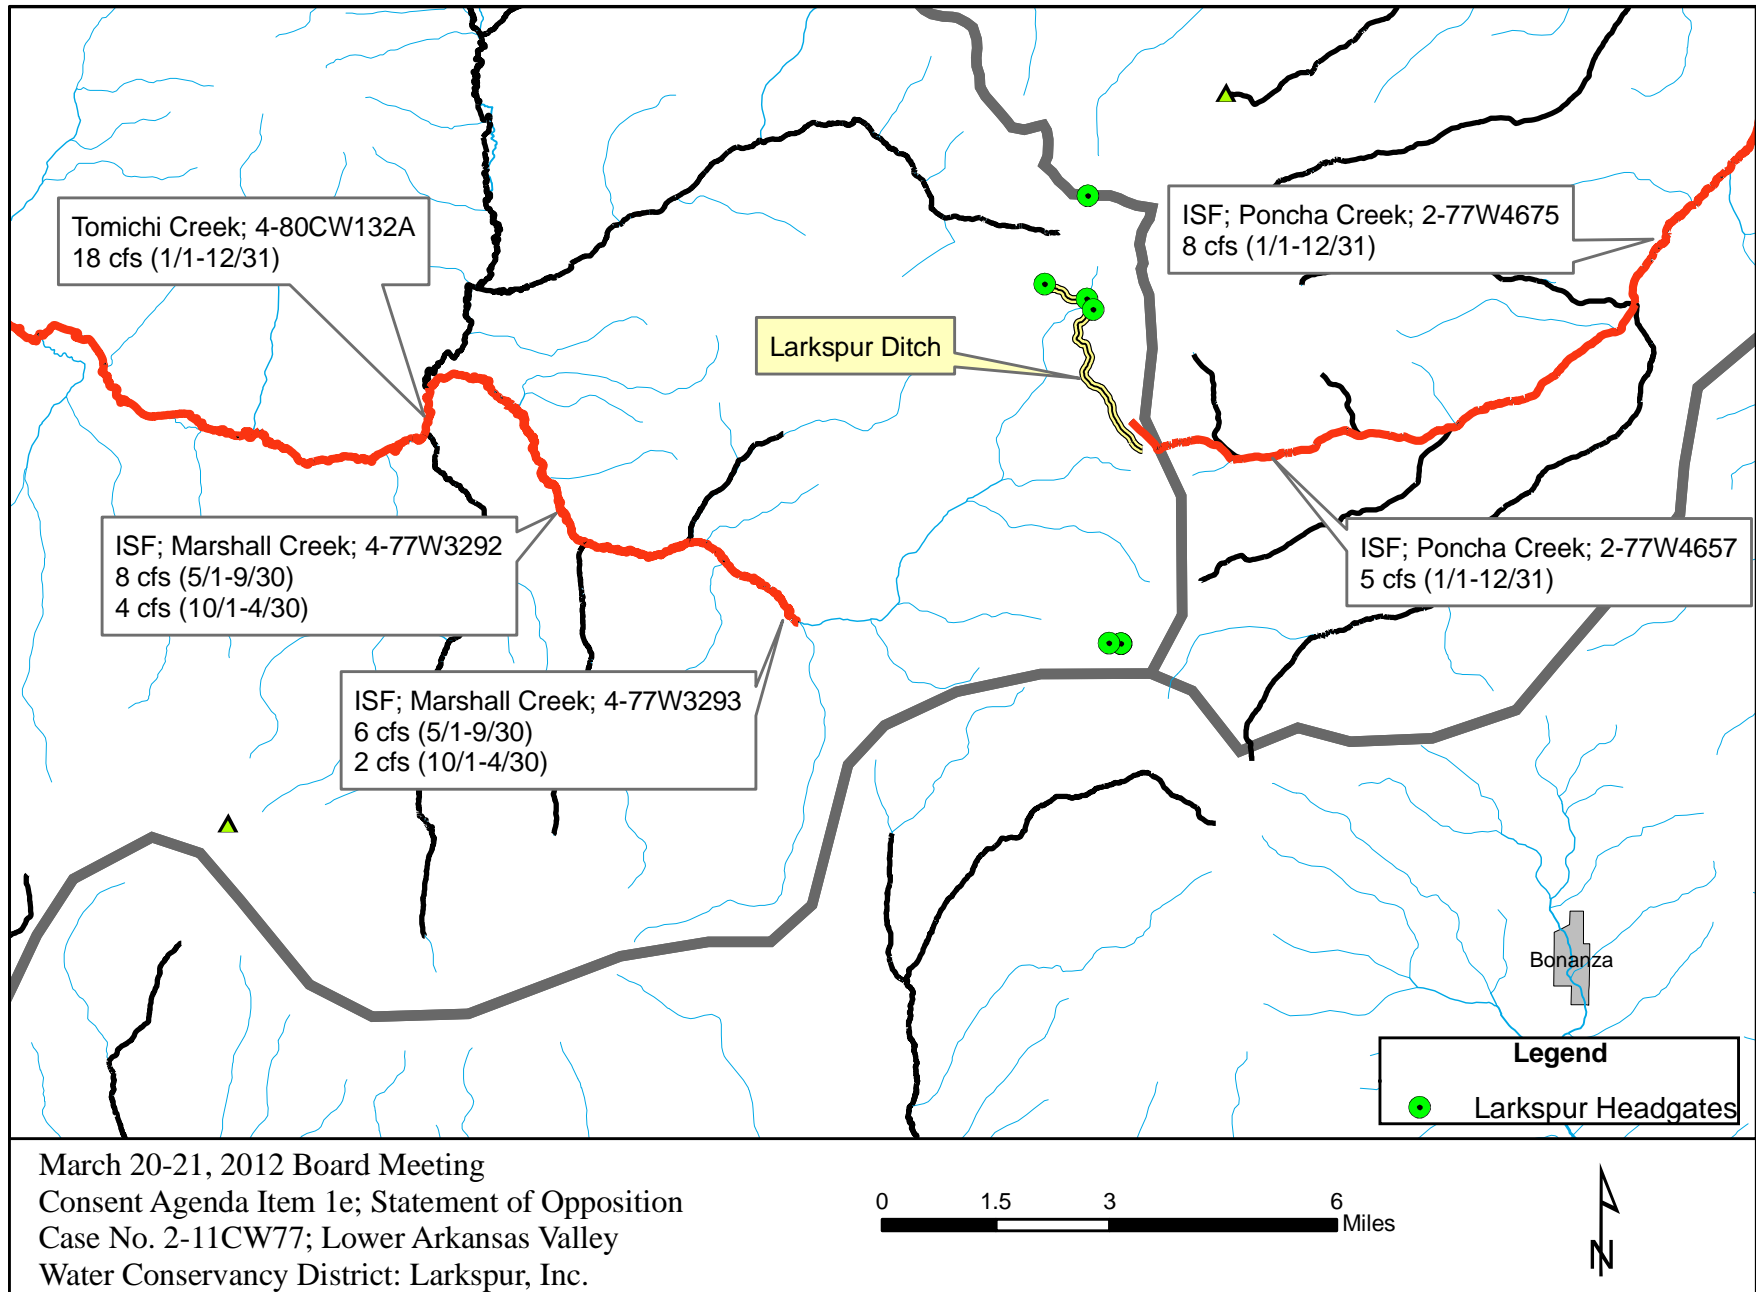 Tomichi Creek; 4-80CW132A
18 cfs (1/1-12/31)
ISF; Poncha Creek; 2-77W4675
8 cfs (1/1-12/31)
Larkspur Ditch
ISF; Marshall Creek; 4-77W3292
8 cfs (5/1-9/30)
4 cfs (10/1-4/30)
ISF; Poncha Creek; 2-77W4657
5 cfs (1/1-12/31)
ISF; Marshall Creek; 4-77W3293
6 cfs (5/1-9/30)
2 cfs (10/1-4/30)
Bonanza
Legend
Larkspur Headgates
March 20-21, 2012 Board Meeting
Consent Agenda Item 1e; Statement of Opposition
Case No. 2-11CW77; Lower Arkansas Valley
Water Conservancy District: Larkspur, Inc.
0 1.5 3 6
Miles
N